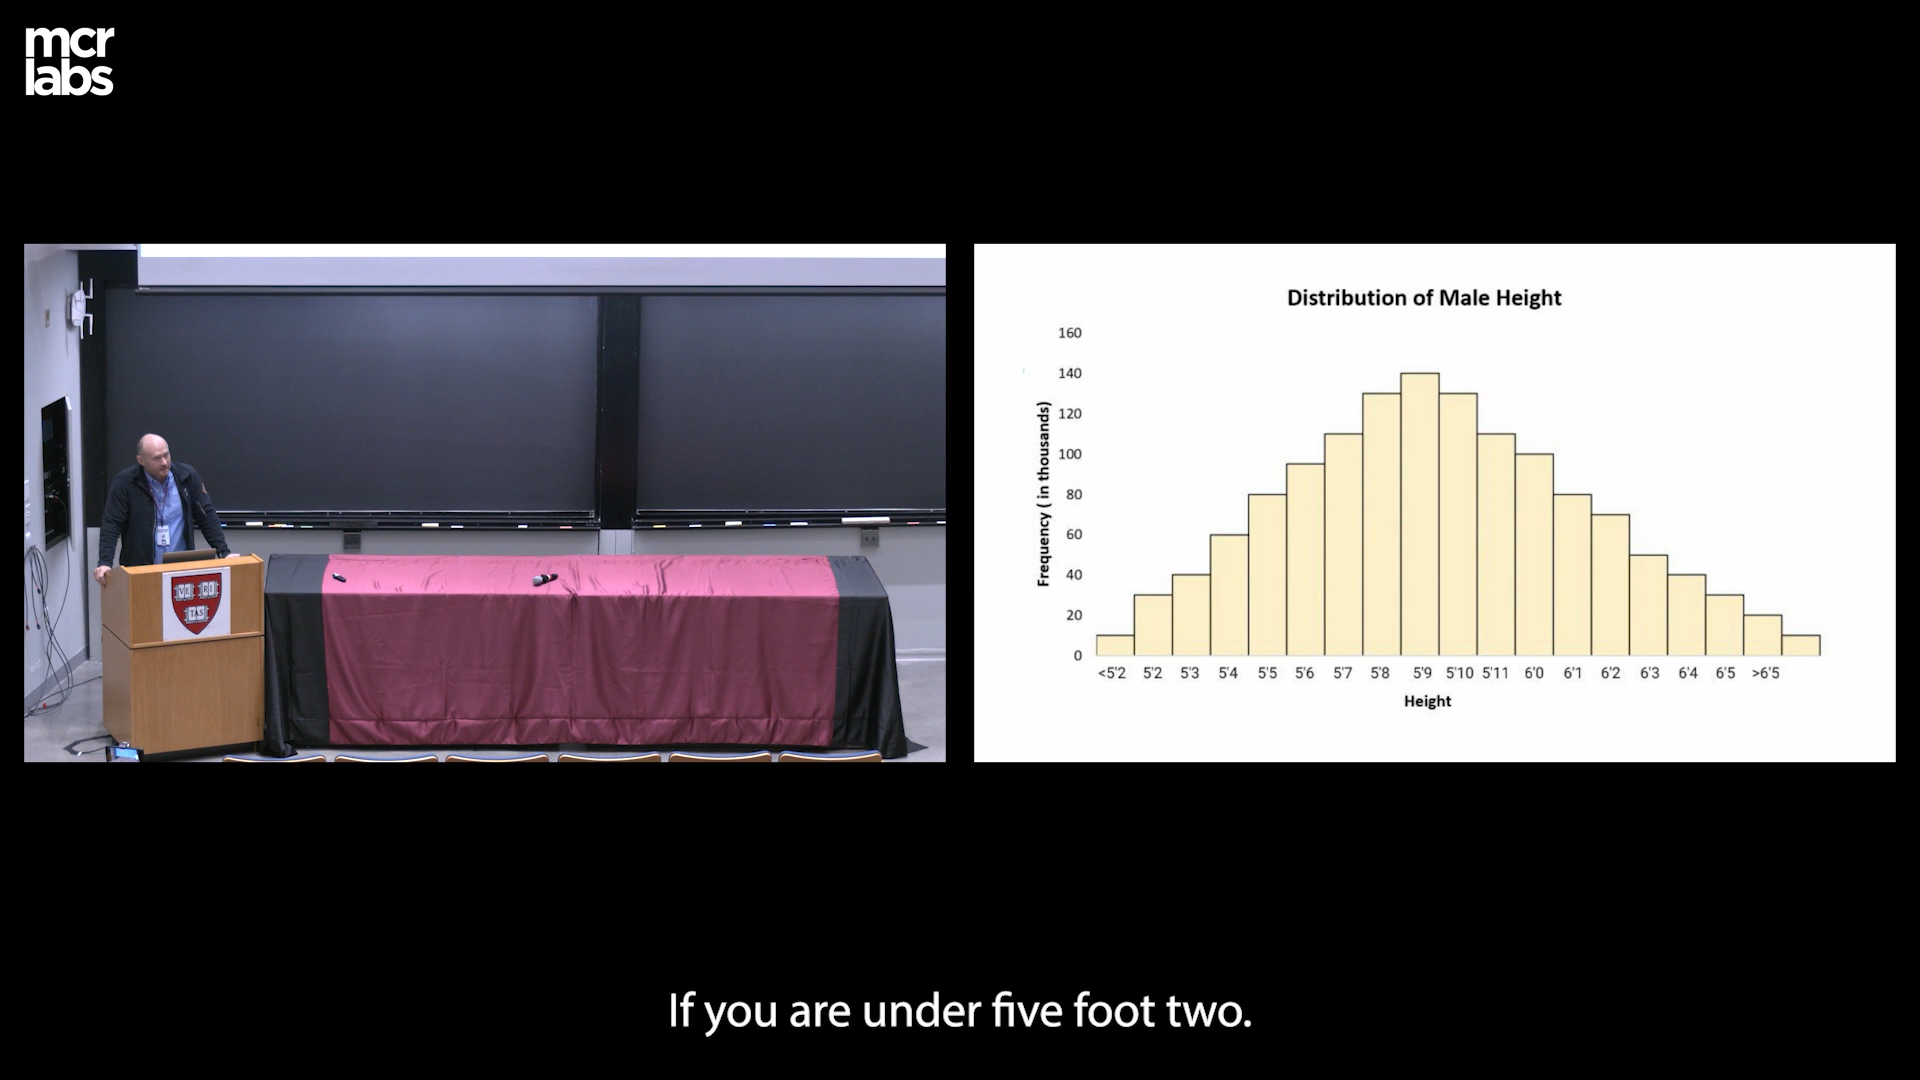 mcr
labs
VE RI
TAS
Distribution of Male Height
160
140
120
100
80
60
40
20
0
Frequency ( in thousands)
<5'2 5'2 5'3 5'4 5'5 5'6 5'7 5'8 5'9 5'10 5'11 6'0 6'1 6'2 6'3 6'4 6'5 >6'5
Height
If you are under five foot two.